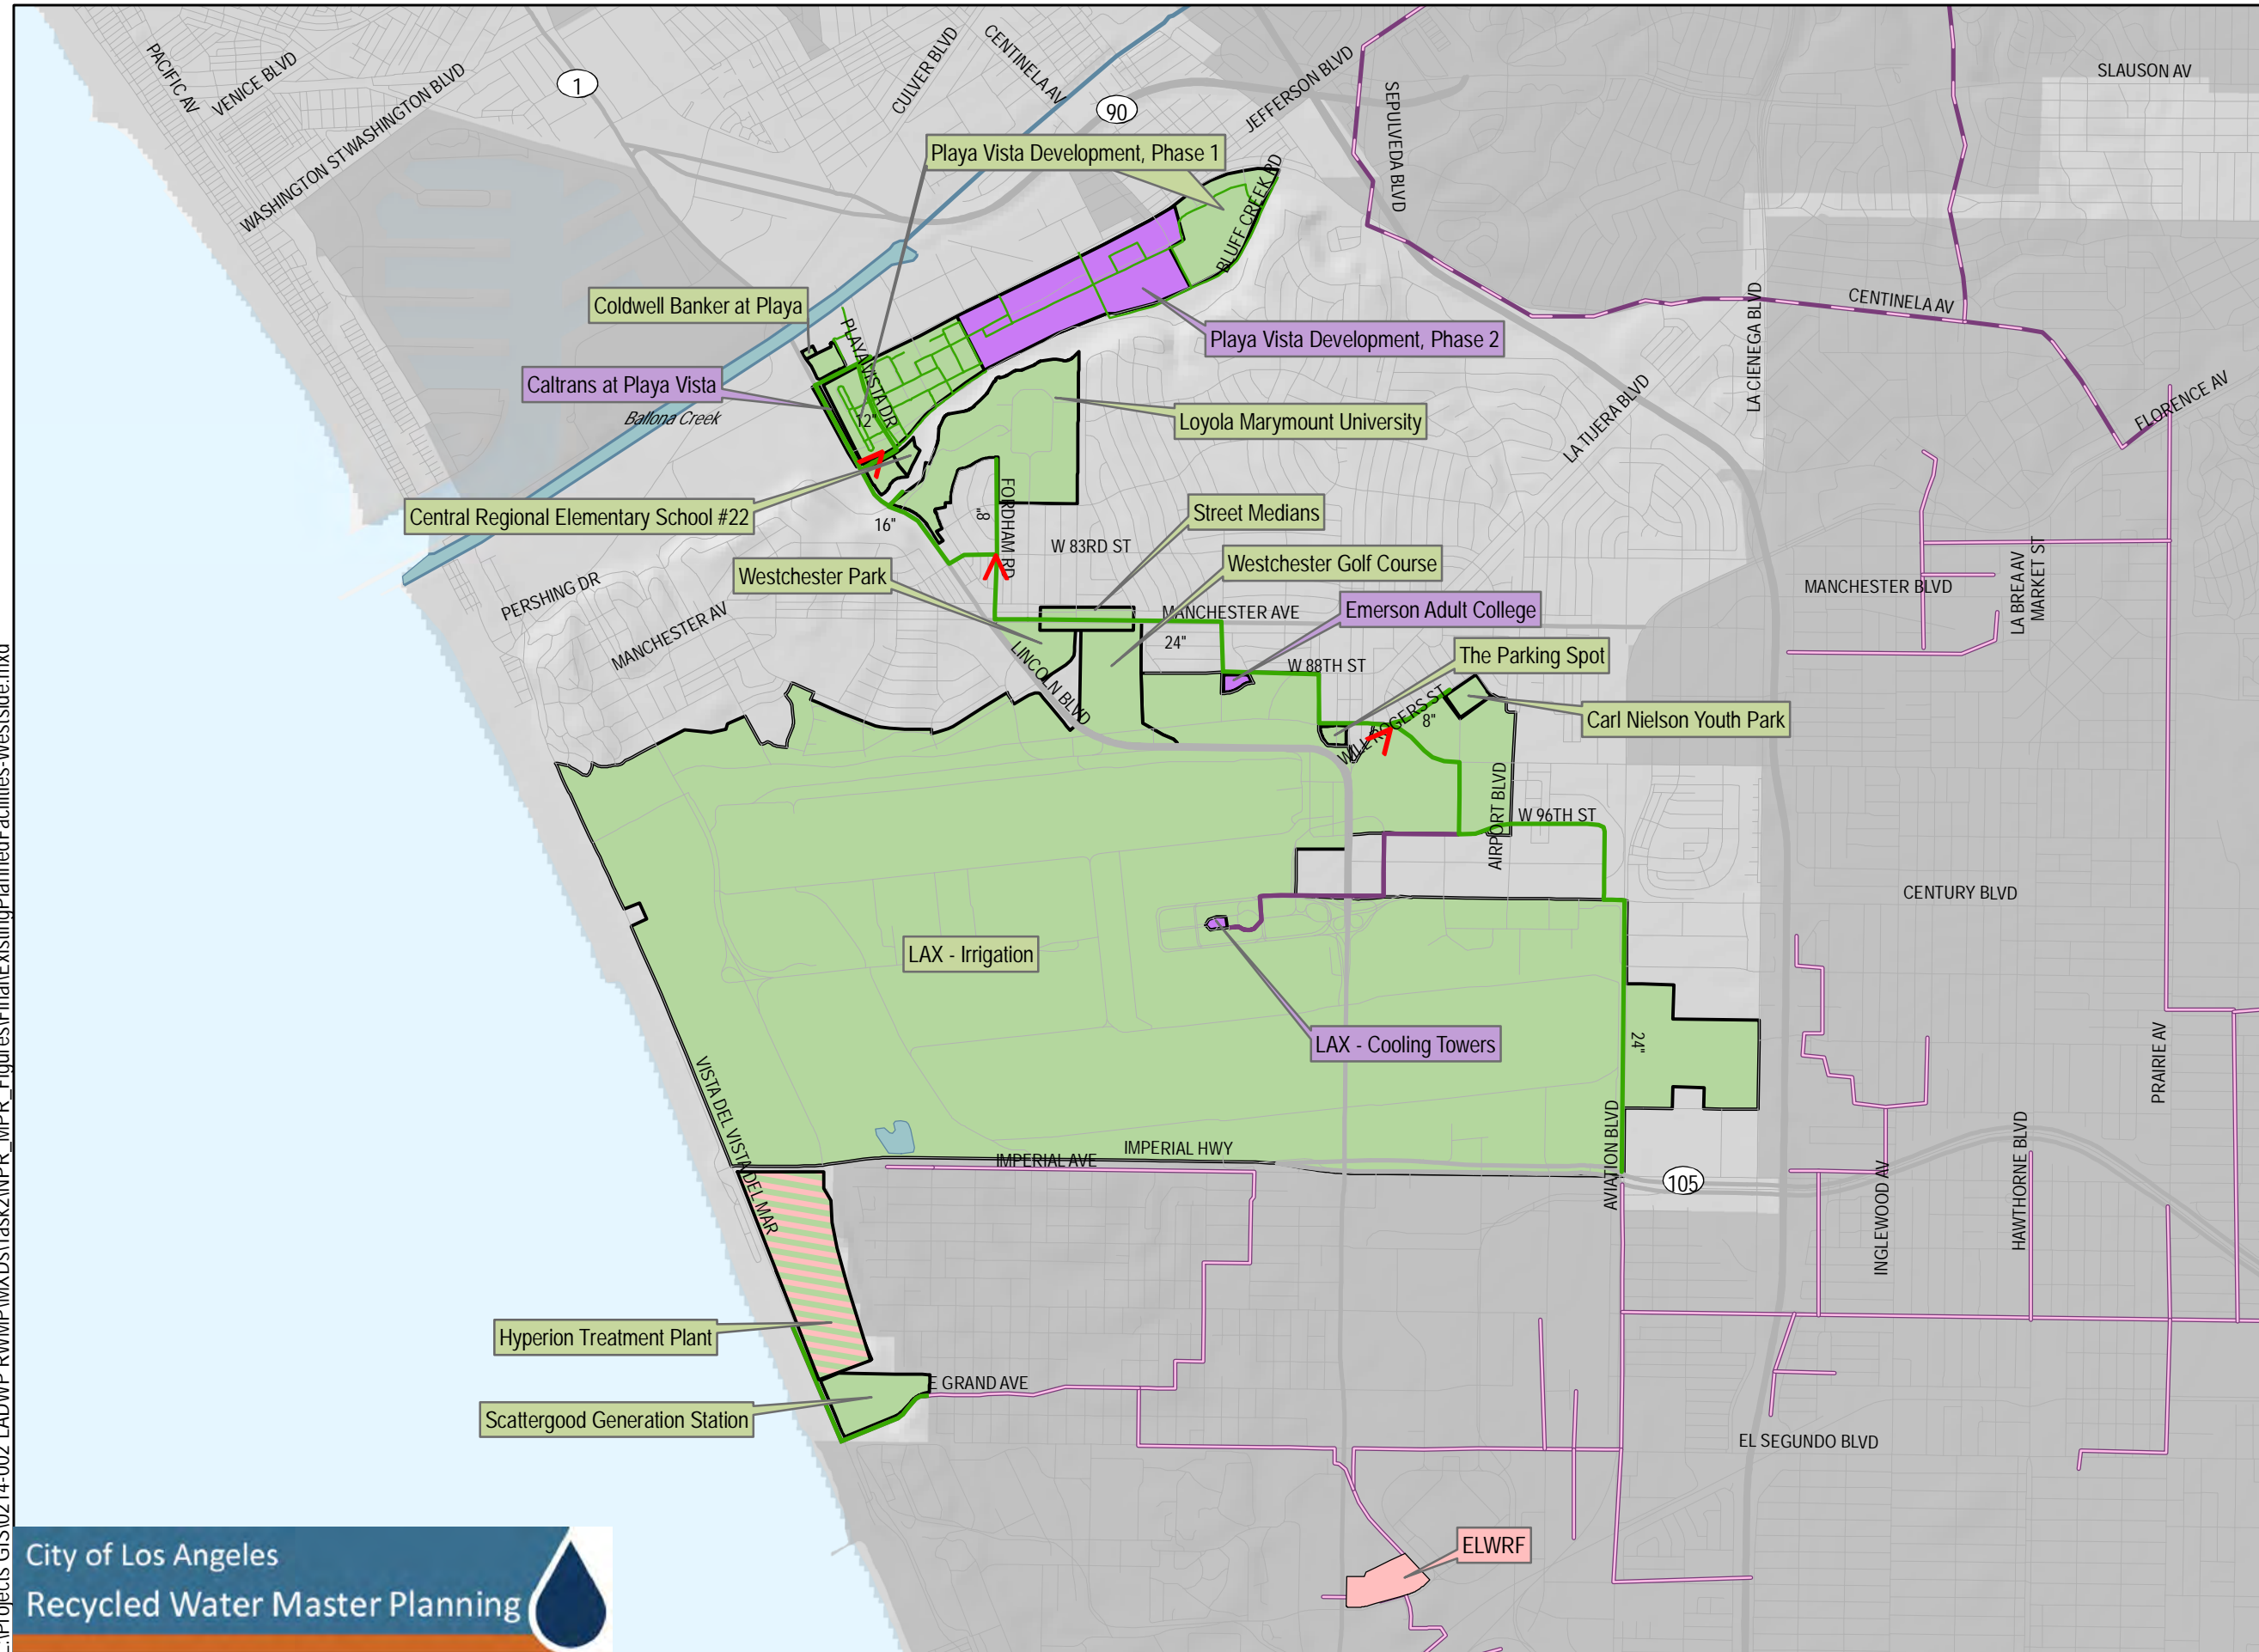 PACIFIC AV
VENICE BLVD
WASHINGTON ST
WASHINGTON BLVD
1
CULVER BLVD
CENTINELA AV
90
JEFFERSON BLVD
SEPULVEDA BLVD
SLAUSON AV
Playa Vista Development, Phase 1
BLUFF CREEK RD
Coldwell Banker at Playa
PLAYA VISTA DR
Playa Vista Development, Phase 2
CENTINELA AV
LA CIENEGA BLVD
Caltrans at Playa Vista
Ballona Creek
12"
Loyola Marymount University
LA TIJERA BLVD
FLORENCE AV
Central Regional Elementary School #22
16"
8"
FORDHAM RD
Street Medians
W 83RD ST
Westchester Golf Course
Westchester Park
PERSHING DR
MANCHESTER AV
MANCHESTER AVE
Emerson Adult College
MANCHESTER BLVD
LA BREA AV
MARKET ST
24"
LINCOLN BLVD
W 88TH ST
The Parking Spot
WILL ROGERS ST
8"
Carl Nielson Youth Park
AIRPORT BLVD
W 96TH ST
CENTURY BLVD
LAX - Irrigation
LAX - Cooling Towers
24"
PRAIRIE AV
VISTA DEL
VISTA DEL MAR
IMPERIAL HWY
IMPERIAL AVE
AVIATION BLVD
105
INGLEWOOD AV
HAWTHORNE BLVD
Hyperion Treatment Plant
E GRAND AVE
Scattergood Generation Station
EL SEGUNDO BLVD
ELWRF
City of Los Angeles
Recycled Water Master Planning